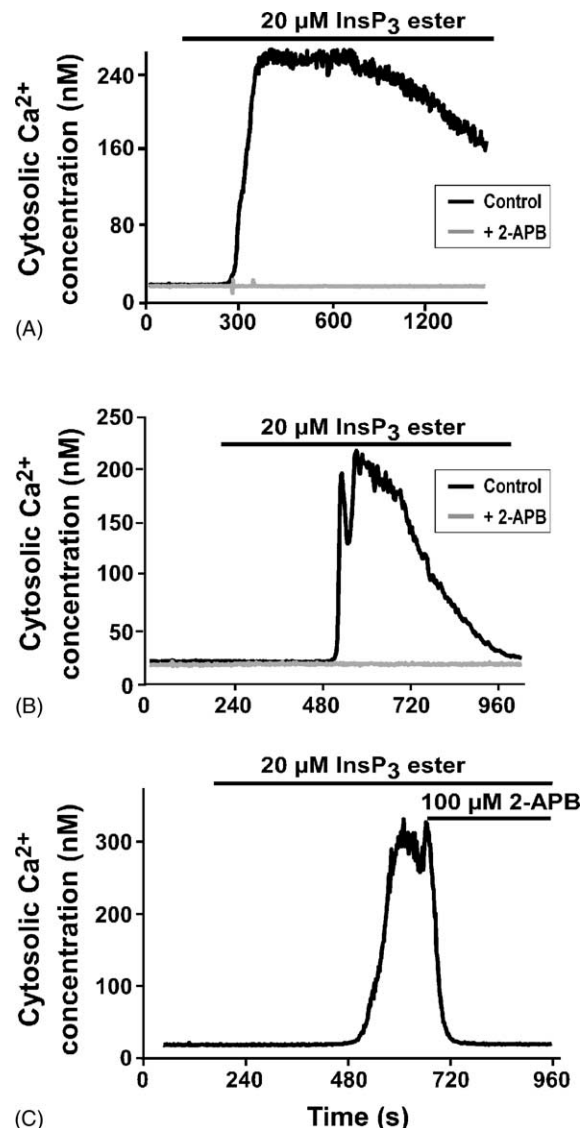 20 µM InsP3 ester
Cytosolic Ca2+
concentration (nM)
240
160
80
0
Control
+ 2-APB
0 300 600 1200
(A)
20 µM InsP3 ester
Cytosolic Ca2+
concentration (nM)
250
200
150
100
50
0
Control
+ 2-APB
0 240 480 720 960
(B)
20 µM InsP3 ester
100 µM 2-APB
Cytosolic Ca2+
concentration (nM)
300
200
100
0
0 240 480 720 960
(C)
Time (s)